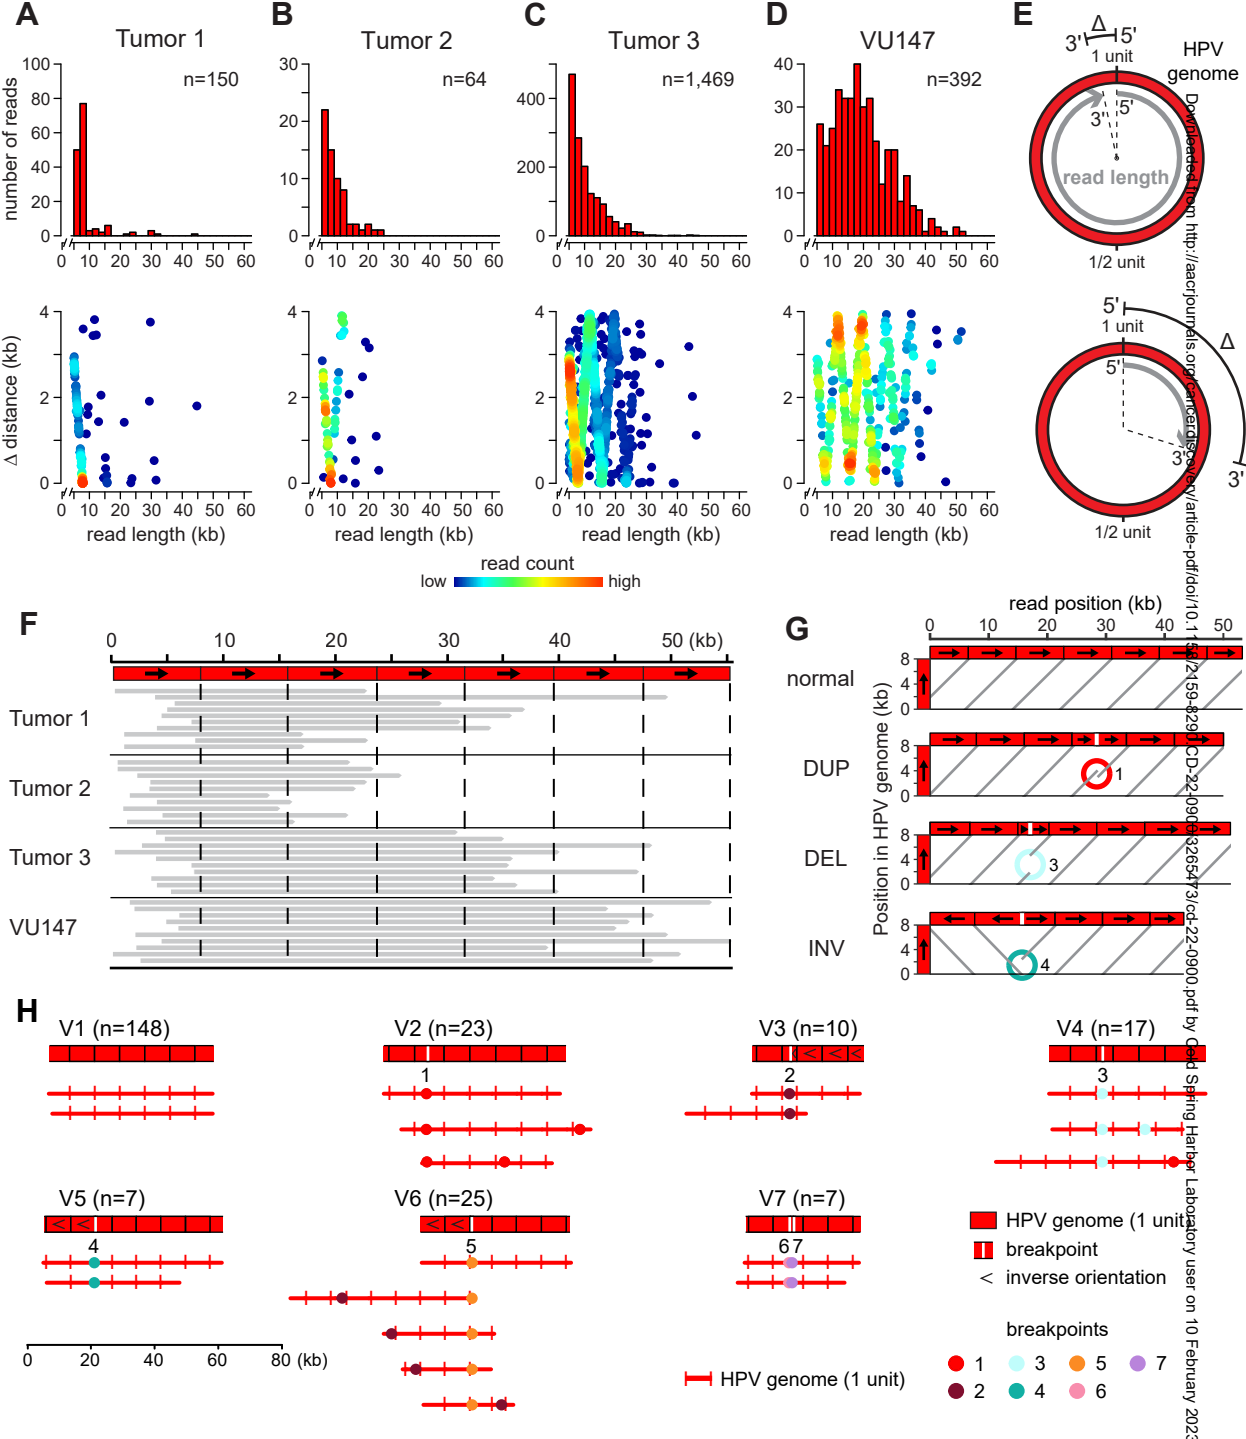 A
Tumor 1
n=150
number of reads
100
80
60
40
20
0
0 10 20 30 40 50 60
B
Tumor 2
n=64
30
20
10
0
0 10 20 30 40 50 60
C
Tumor 3
n=1,469
400
200
0
0 10 20 30 40 50 60
D
VU147
n=392
40
30
20
10
0
0 10 20 30 40 50 60
Δ distance (kb)
4
2
0
0 10 20 30 40 50 60
read length (kb)
4
2
0
0 10 20 30 40 50 60
read length (kb)
4
2
0
0 10 20 30 40 50 60
read length (kb)
4
2
0
0 10 20 30 40 50 60
read length (kb)
read count
low high
E
Δ
3' 5'
1 unit
HPV
genome
3' 5'
read length
1/2 unit
5'
1 unit
Δ
5'
3'
3'
1/2 unit
F
0 10 20 30 40 50 (kb)
Tumor 1
Tumor 2
Tumor 3
VU147
G
read position (kb)
0 10 20 30 40 50
Position in HPV genome (kb)
normal
8
4
0
DUP
8
4
0
1
DEL
8
4
0
3
INV
8
4
0
4
H
V1 (n=148)
V2 (n=23)
1
V3 (n=10)
< < <
2
V4 (n=17)
3
V5 (n=7)
< <
4
V6 (n=25)
< <
5
V7 (n=7)
6 7
0 20 40 60 80 (kb)
HPV genome (1 unit)
HPV genome (1 unit)
breakpoint
< inverse orientation
breakpoints
1 3 5 7
2 4 6
Downloaded from http://aacrjournals.org/cancerdiscovery/article-pdf/doi/10.1158/2159-8290.CD-22-0900/3265473/cd-22-0900.pdf by Cold Spring Harbor Laboratory user on 10 February 2023